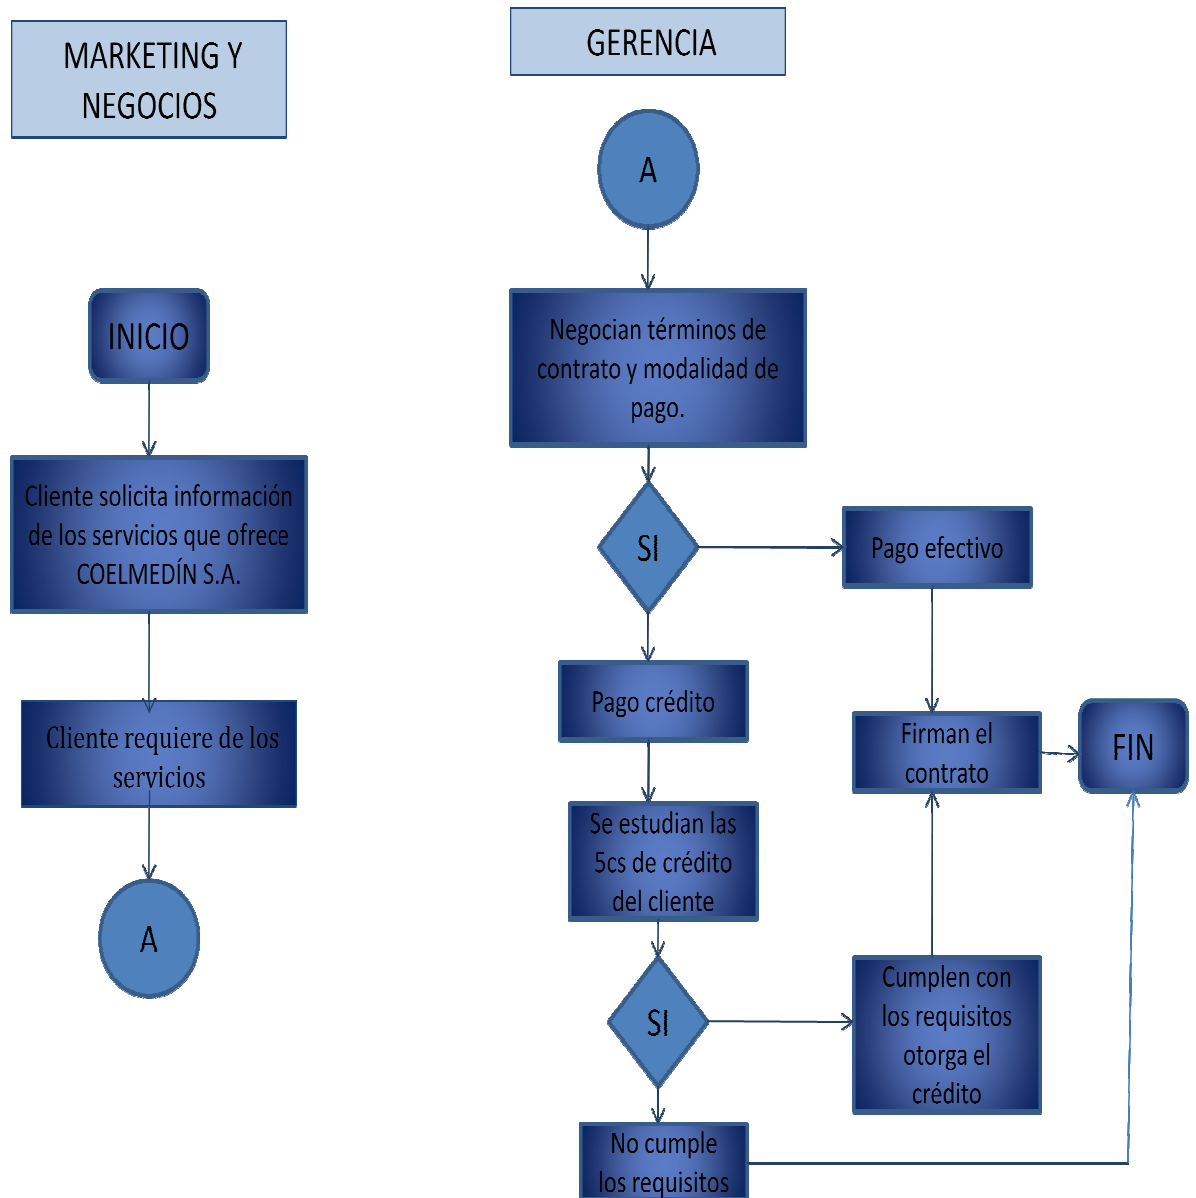 MARKETING Y
NEGOCIOS
INICIO
Cliente solicita información
de los servicios que ofrece
COELMEDÍN S.A.
Cliente requiere de los
servicios
A
GERENCIA
A
Negocian términos de
contrato y modalidad de
pago.
SI
Pago efectivo
Pago crédito
Firman el
contrato
FIN
Se estudian las
5cs de crédito
del cliente
SI
Cumplen con
los requisitos
otorga el
crédito
No cumple
los requisitos